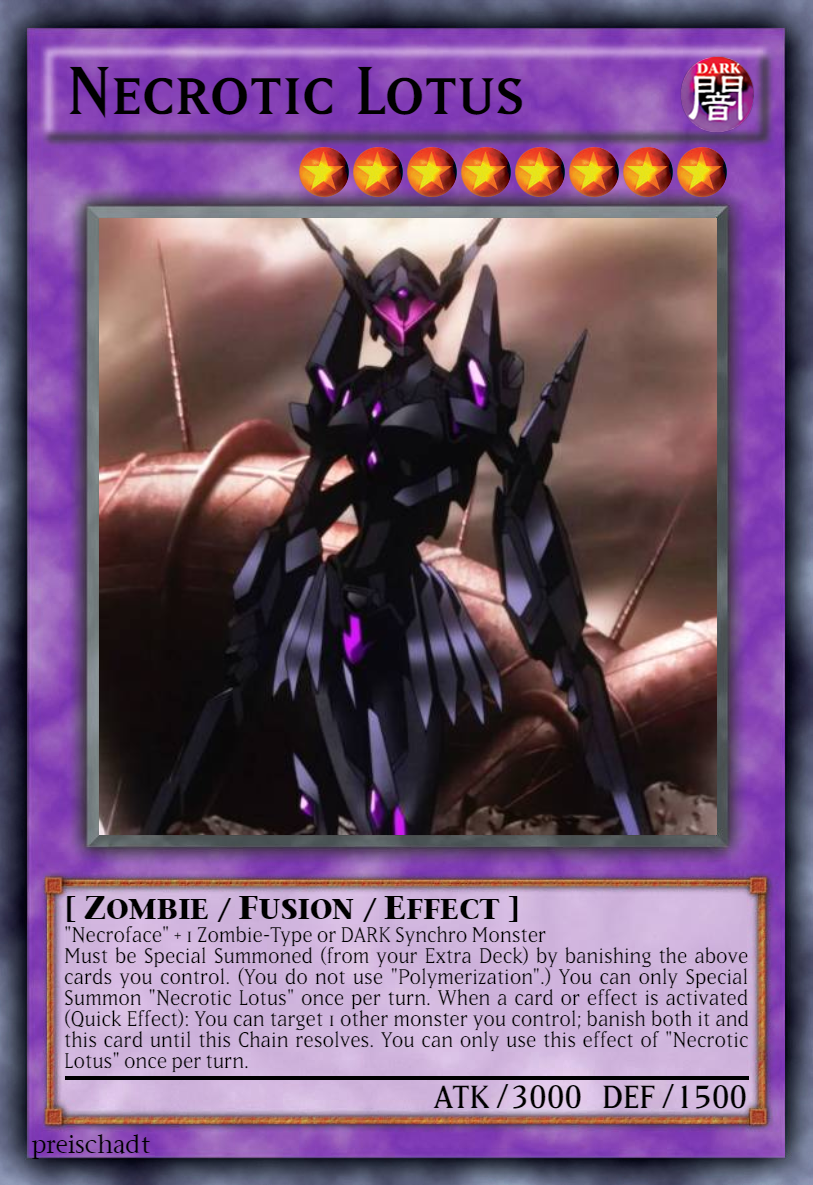 Necrotic Lotus
DARK
闇
[ Zombie / Fusion / Effect ]
"Necroface" + 1 Zombie-Type or DARK Synchro Monster
Must be Special Summoned (from your Extra Deck) by banishing the above
cards you control. (You do not use "Polymerization".) You can only Special
Summon "Necrotic Lotus" once per turn. When a card or effect is activated
(Quick Effect): You can target 1 other monster you control; banish both it and
this card until this Chain resolves. You can only use this effect of "Necrotic
Lotus" once per turn.
ATK/3000 DEF/1500
preischadt